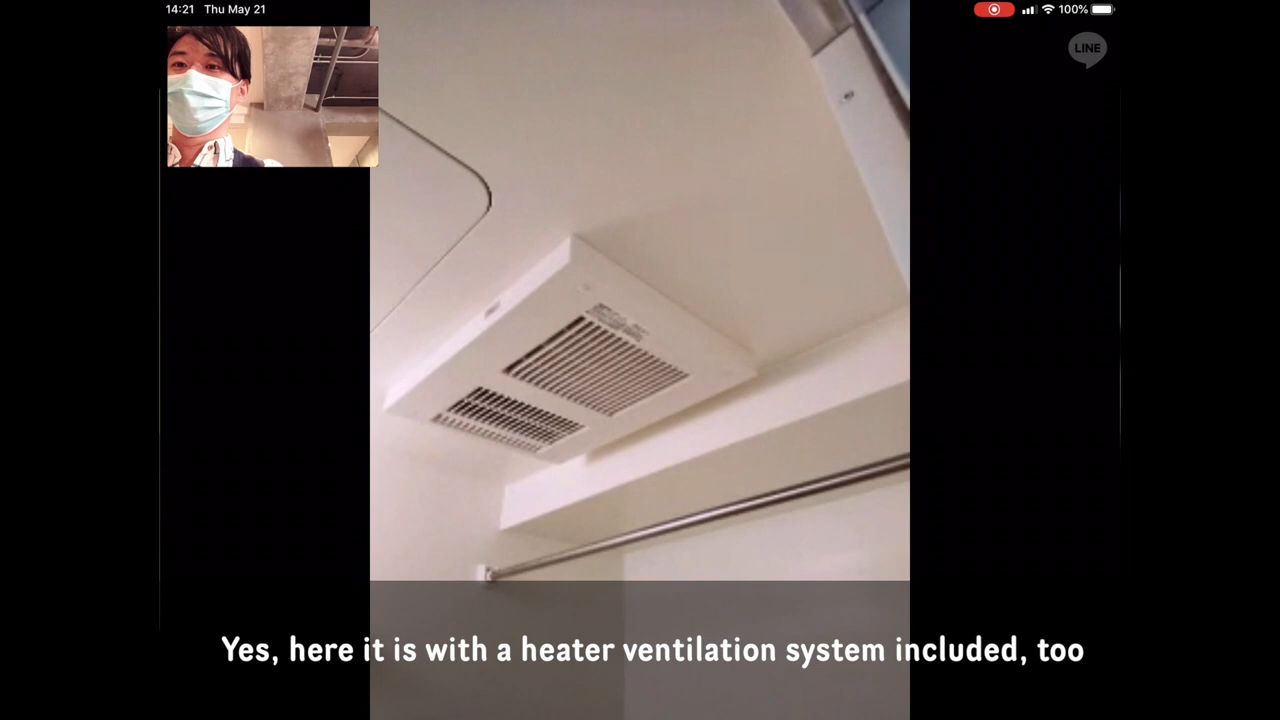 14:21 Thu May 21
100%
LINE
Yes, here it is with a heater ventilation system included, too